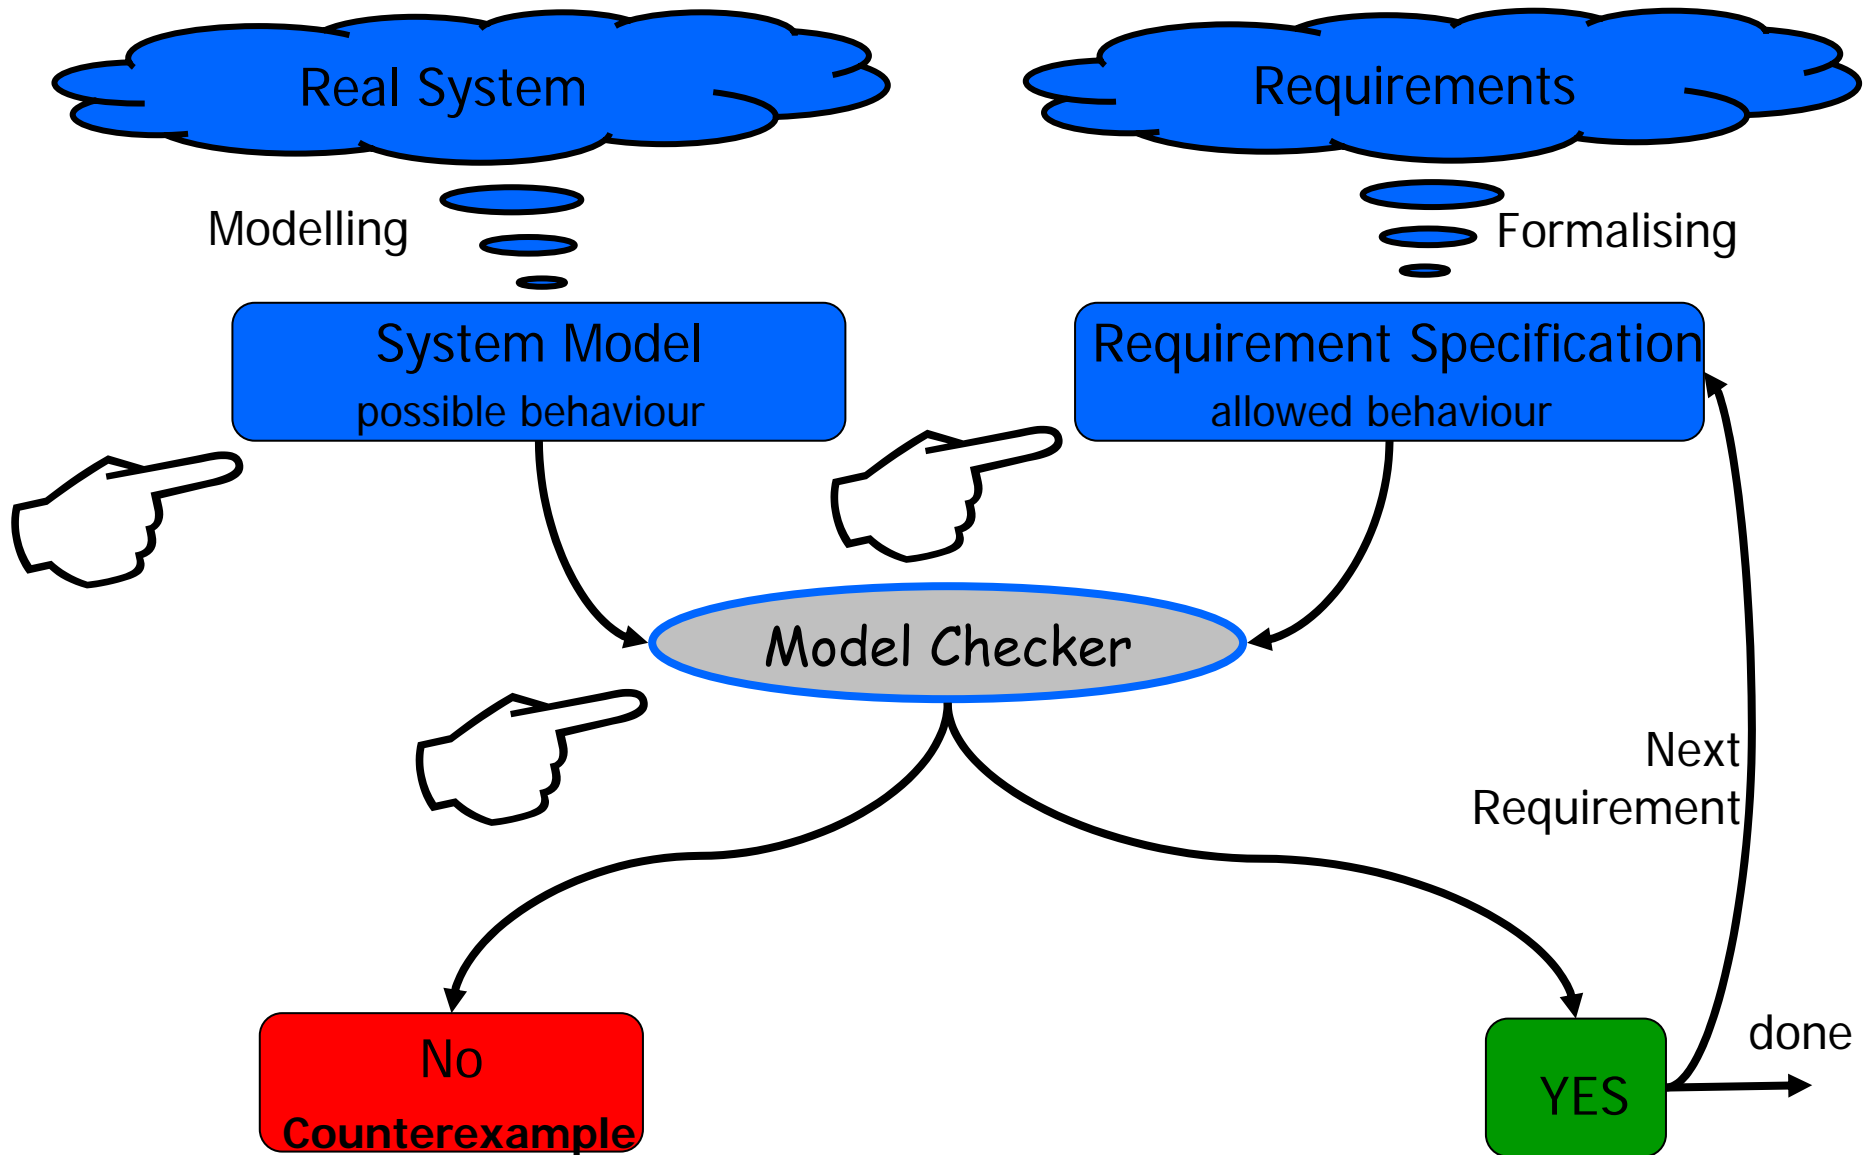 Real System
Requirements
Modelling
Formalising
System Model
possible behaviour
Requirement Specification
allowed behaviour
Model Checker
Next
Requirement
No
Counterexample
YES
done